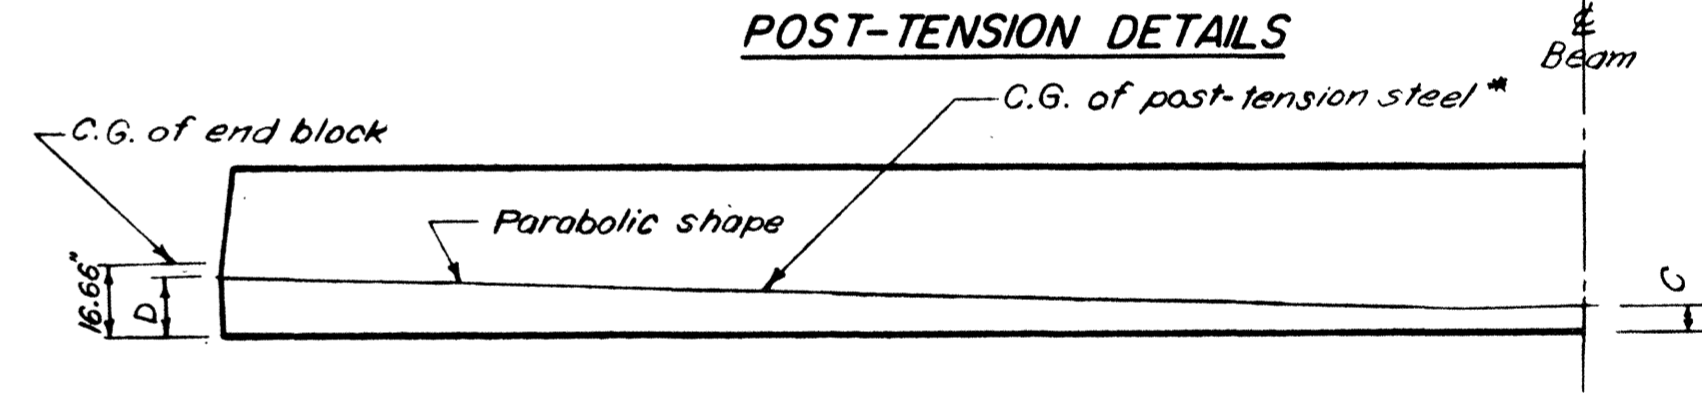 POST-TENSION DETAILS
℄
Beam
C.G. of post-tension steel *
C.G. of end block
Parabolic shape
16.66"
D
C